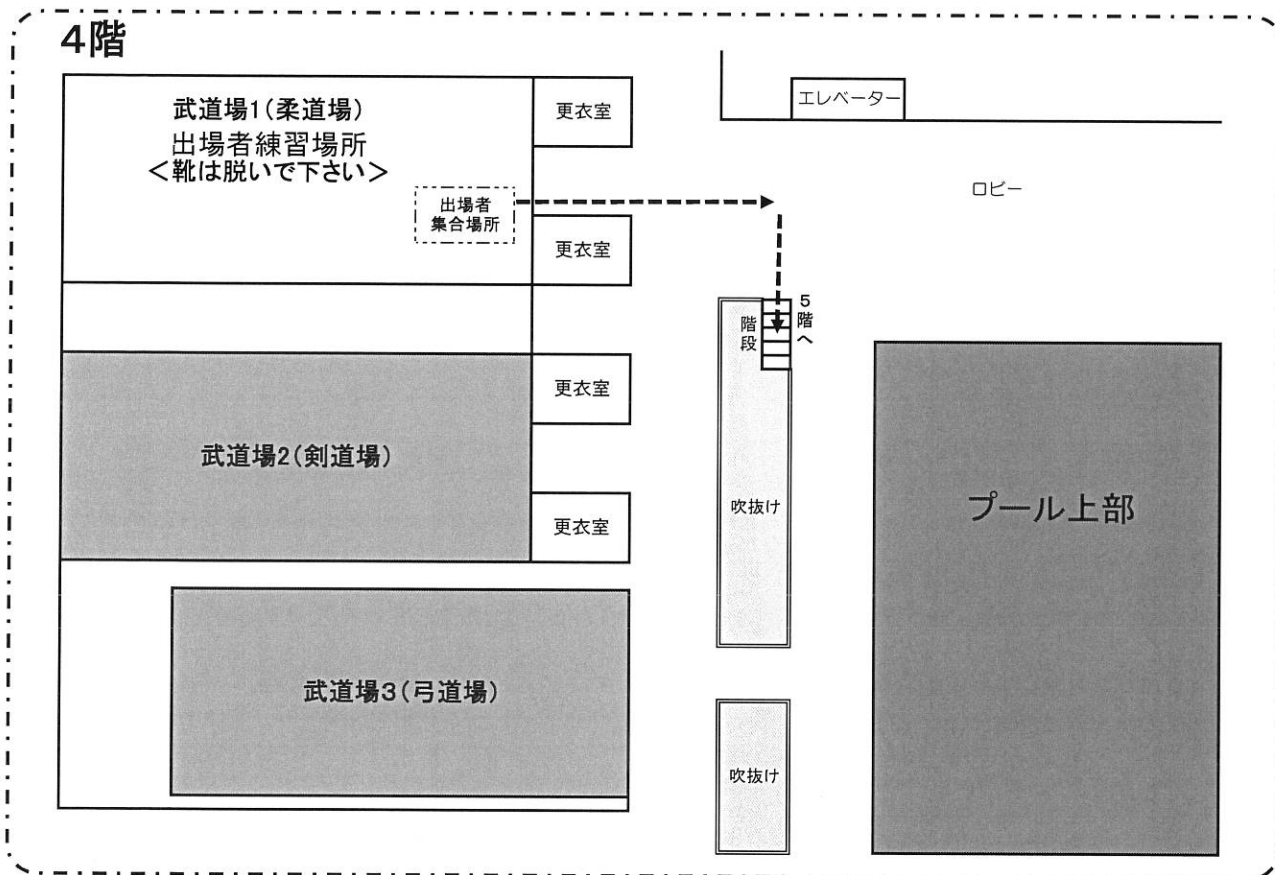 4階
武道場1(柔道場)
出場者練習場所
<靴は脱いで下さい>
出場者
集合場所
更衣室
更衣室
エレベーター
ロビー
階段
5階へ
更衣室
武道場2(剣道場)
更衣室
吹抜け
プール上部
武道場3(弓道場)
吹抜け